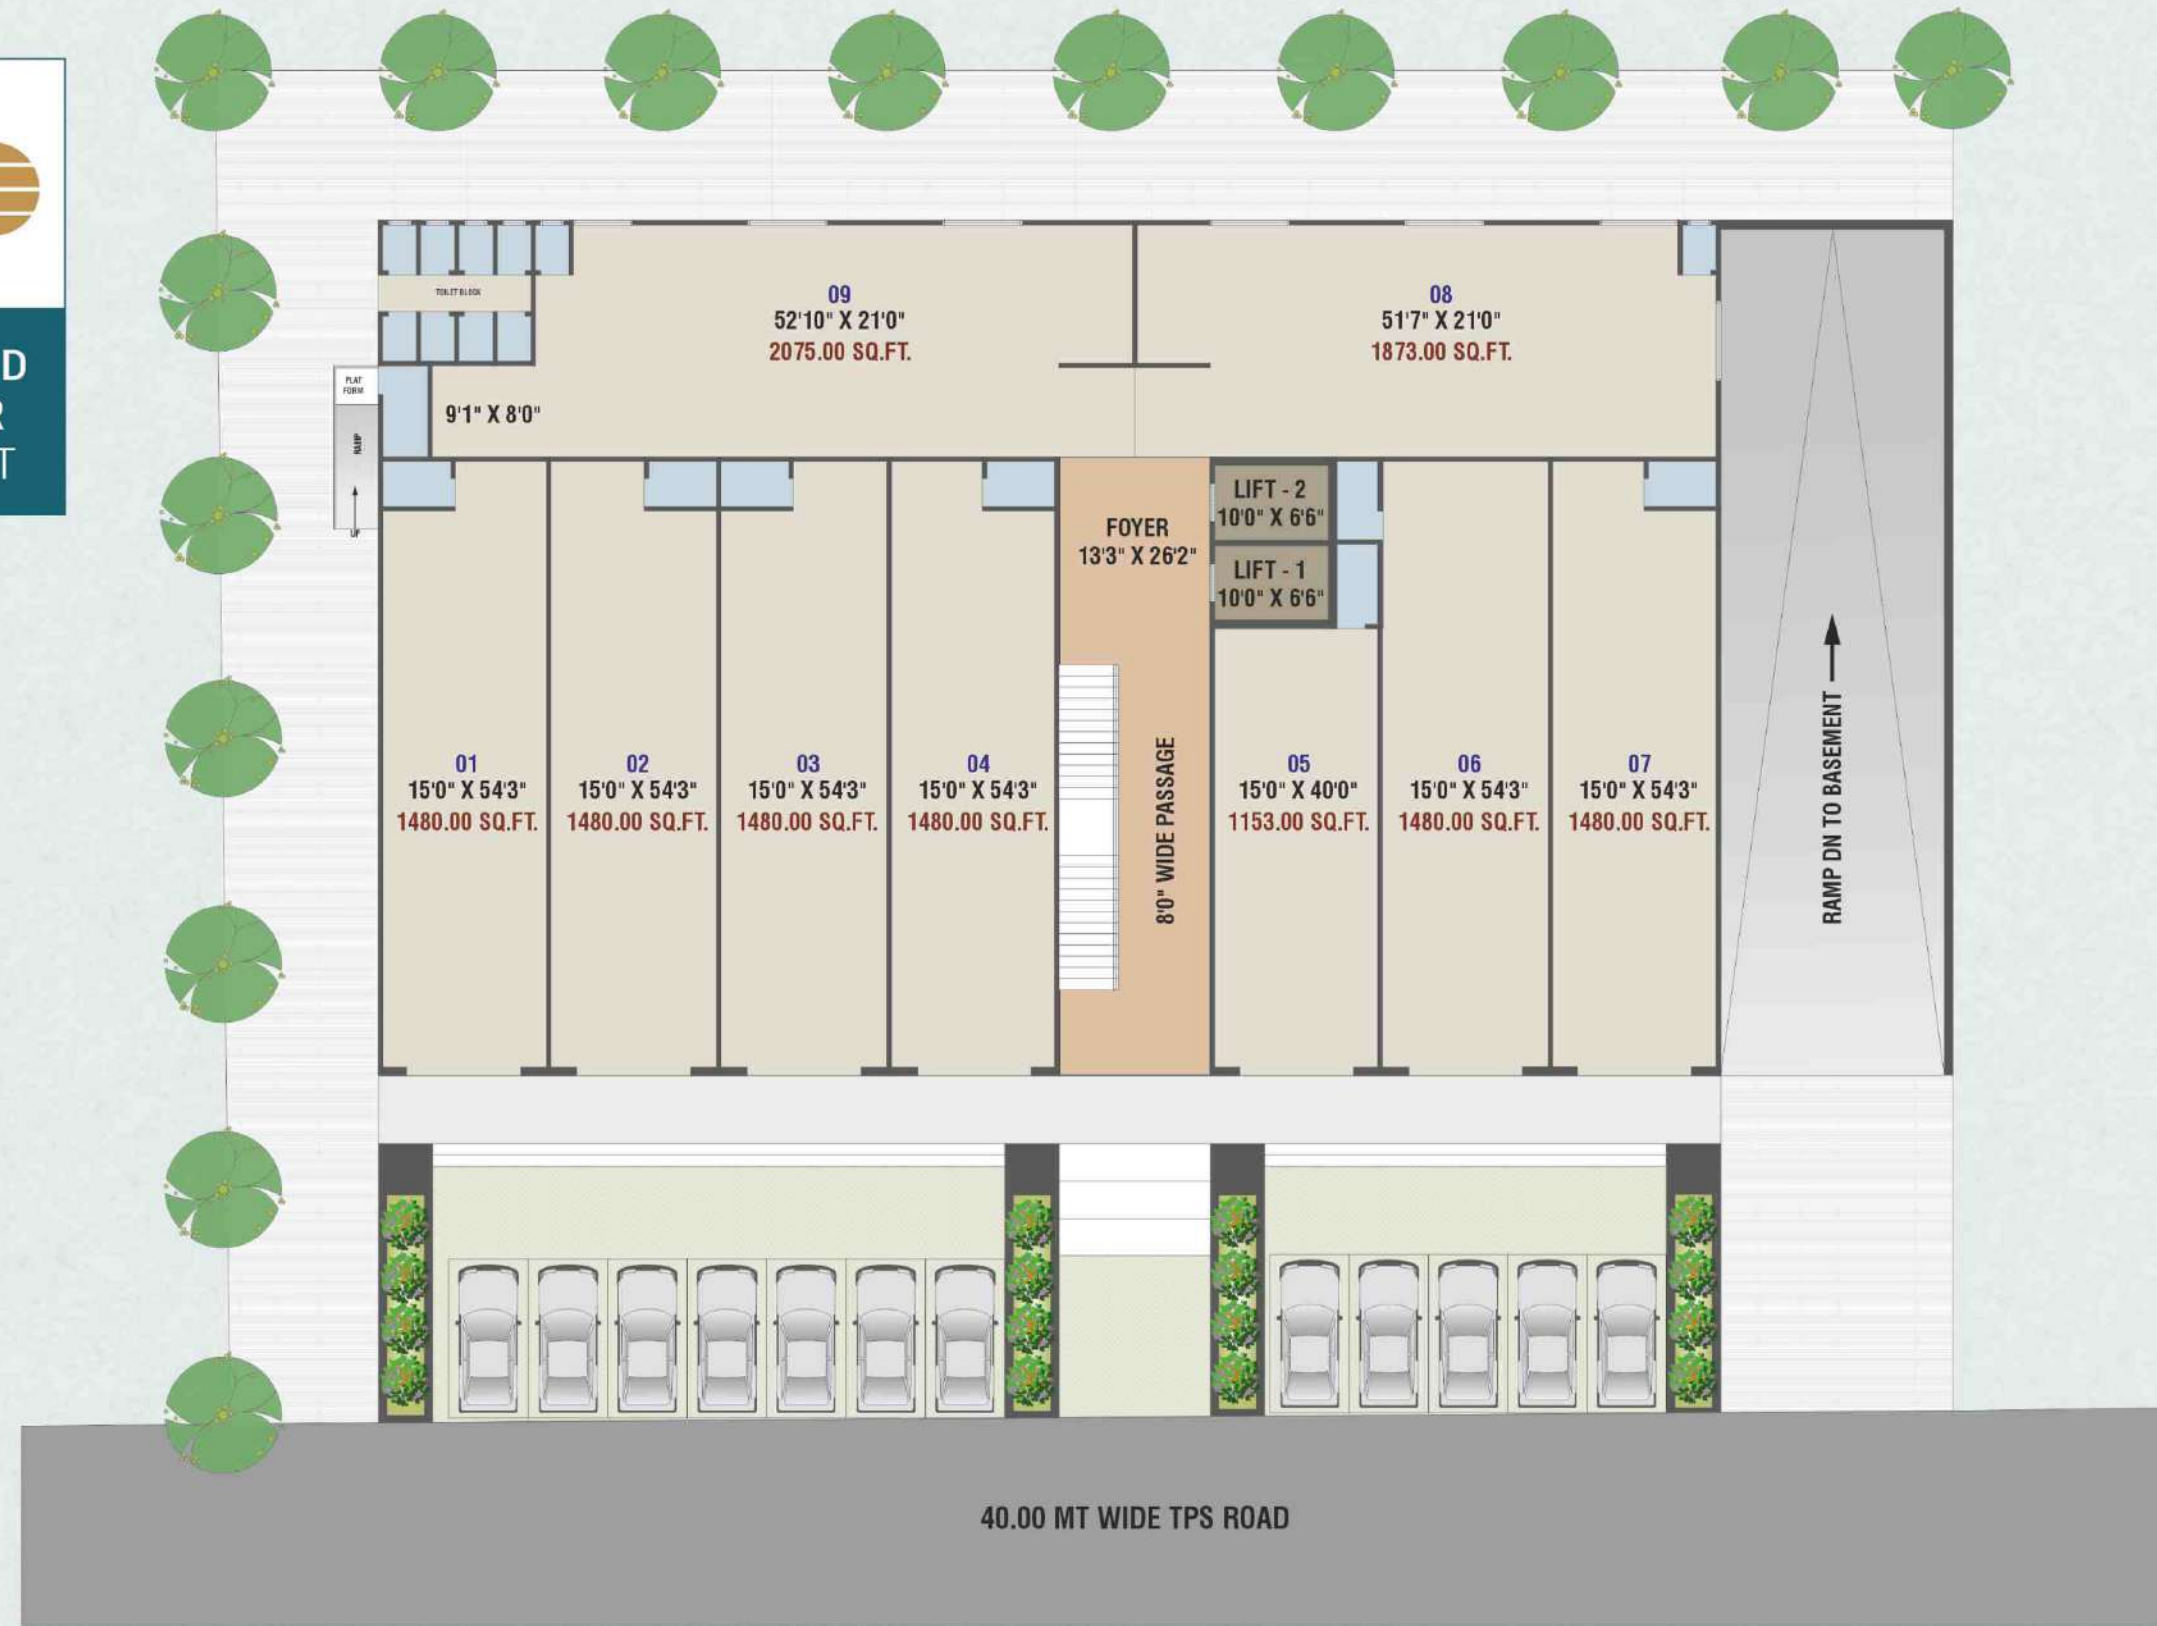 D
R
T
TOILET BLOCK
09
52'10" X 21'0"
2075.00 SQ.FT.
08
51'7" X 21'0"
1873.00 SQ.FT.
PLAT
FORM
RAMP
UP
9'1" X 8'0"
FOYER
13'3" X 26'2"
LIFT - 2
10'0" X 6'6"
LIFT - 1
10'0" X 6'6"
01
15'0" X 54'3"
1480.00 SQ.FT.
02
15'0" X 54'3"
1480.00 SQ.FT.
03
15'0" X 54'3"
1480.00 SQ.FT.
04
15'0" X 54'3"
1480.00 SQ.FT.
8'0" WIDE PASSAGE
05
15'0" X 40'0"
1153.00 SQ.FT.
06
15'0" X 54'3"
1480.00 SQ.FT.
07
15'0" X 54'3"
1480.00 SQ.FT.
RAMP DN TO BASEMENT
40.00 MT WIDE TPS ROAD